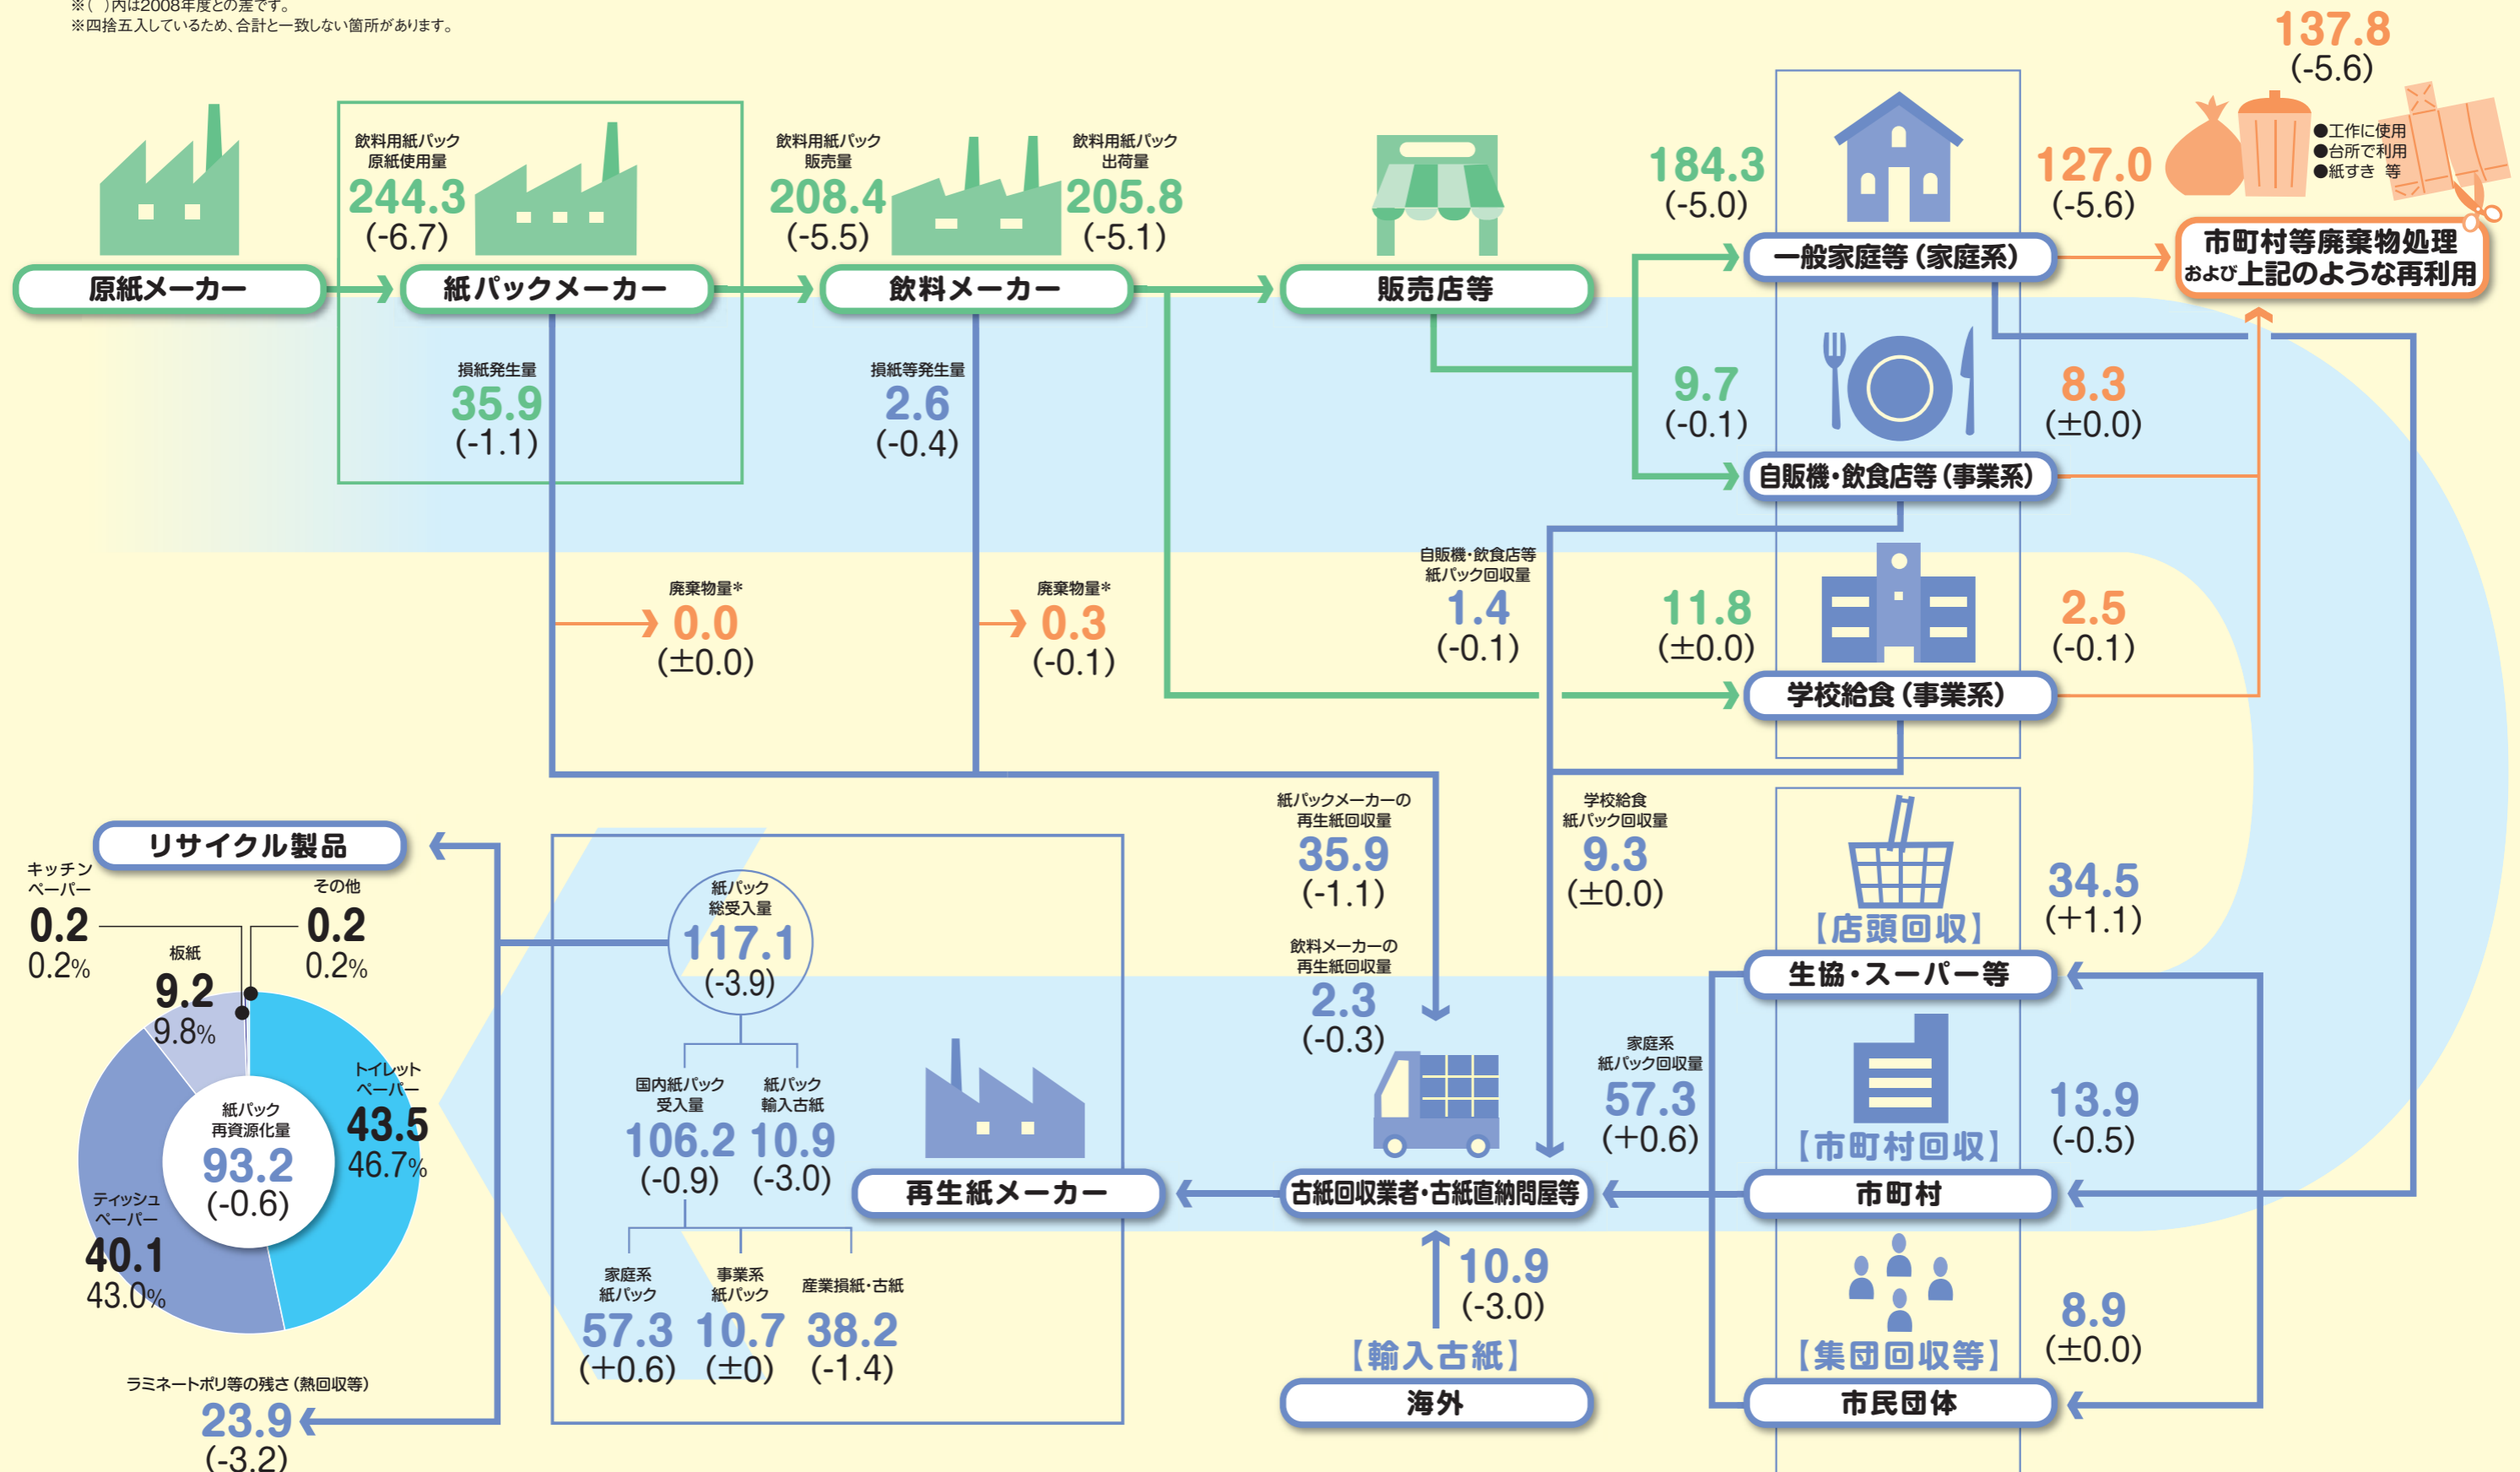 ※( )内は2008年度との差です。
※四捨五入しているため、合計と一致しない箇所があります。
137.8
(-5.6)
●工作に使用
●台所で利用
●紙すき 等
飲料用紙パック
原紙使用量
244.3
(-6.7)
飲料用紙パック
販売量
208.4
(-5.5)
飲料用紙パック
出荷量
205.8
(-5.1)
184.3
(-5.0)
127.0
(-5.6)
原紙メーカー
紙パックメーカー
飲料メーカー
販売店等
一般家庭等(家庭系)
市町村等廃棄物処理
および上記のような再利用
損紙発生量
35.9
(-1.1)
損紙等発生量
2.6
(-0.4)
9.7
(-0.1)
8.3
(±0.0)
自販機・飲食店等(事業系)
廃棄物量*
0.0
(±0.0)
廃棄物量*
0.3
(-0.1)
自販機・飲食店等
紙パック回収量
1.4
(-0.1)
11.8
(±0.0)
2.5
(-0.1)
学校給食(事業系)
リサイクル製品
キッチン
ペーパー
0.2
0.2%
その他
0.2
0.2%
板紙
9.2
9.8%
トイレット
ペーパー
43.5
46.7%
紙パック
再資源化量
93.2
(-0.6)
ティッシュ
ペーパー
40.1
43.0%
ラミネートポリ等の残さ(熱回収等)
23.9
(-3.2)
紙パック
総受入量
117.1
(-3.9)
国内紙パック
受入量
106.2
(-0.9)
紙パック
輸入古紙
10.9
(-3.0)
家庭系
紙パック
57.3
(+0.6)
事業系
紙パック
10.7
(±0)
産業損紙・古紙
38.2
(-1.4)
再生紙メーカー
紙パックメーカーの
再生紙回収量
35.9
(-1.1)
飲料メーカーの
再生紙回収量
2.3
(-0.3)
学校給食
紙パック回収量
9.3
(±0.0)
家庭系
紙パック回収量
57.3
(+0.6)
古紙回収業者・古紙直納問屋等
10.9
(-3.0)
【輸入古紙】
海外
34.5
(+1.1)
【店頭回収】
生協・スーパー等
13.9
(-0.5)
【市町村回収】
市町村
8.9
(±0.0)
【集団回収等】
市民団体